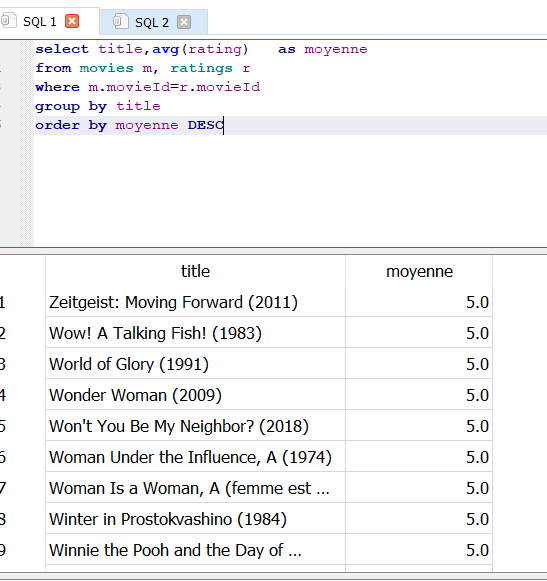 SQL 1
SQL 2
select title,avg(rating)   as moyenne
from movies m, ratings r
where m.movieId=r.movieId
group by title
order by moyenne DESC
title moyenne
1 Zeitgeist: Moving Forward (2011) 5.0
2 Wow! A Talking Fish! (1983) 5.0
3 World of Glory (1991) 5.0
4 Wonder Woman (2009) 5.0
5 Won't You Be My Neighbor? (2018) 5.0
6 Woman Under the Influence, A (1974) 5.0
7 Woman Is a Woman, A (femme est ... 5.0
8 Winter in Prostokvashino (1984) 5.0
9 Winnie the Pooh and the Day of ... 5.0